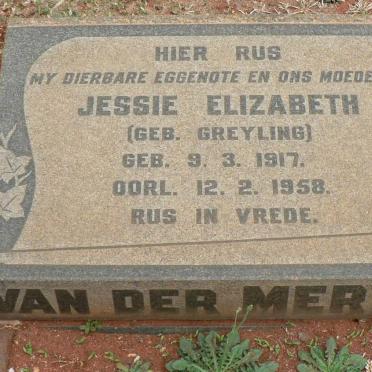 HIER RUS
MY DIERBARE EGGENOTE EN ONS MOEDE
JESSIE ELIZABETH
(GEB. GREYLING)
GEB. 9. 3. 1917.
OORL. 12. 2. 1958.
RUS IN VREDE.
VAN DER MER